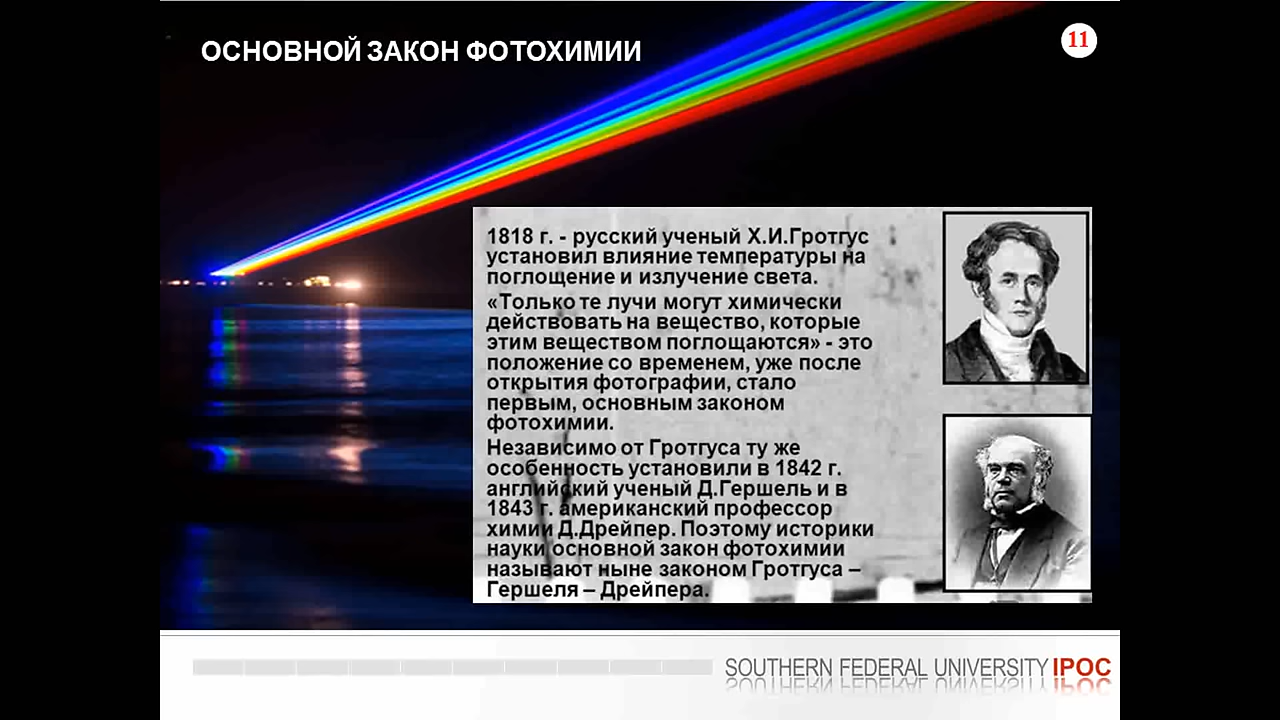 ОСНОВНОЙ ЗАКОН ФОТОХИМИИ
11
1818 г. - русский ученый Х.И.Гротгус
установил влияние температуры на
поглощение и излучение света.
«Только те лучи могут химически
действовать на вещество, которые
этим веществом поглощаются» - это
положение со временем, уже после
открытия фотографии, стало
первым, основным законом
фотохимии.
Независимо от Гротгуса ту же
особенность установили в 1842 г.
английский ученый Д.Гершель и в
1843 г. американский профессор
химии Д.Дрейпер. Поэтому историки
науки основной закон фотохимии
называют ныне законом Гротгуса –
Гершеля – Дрейпера.
SOUTHERN FEDERAL UNIVERSITY IPOC